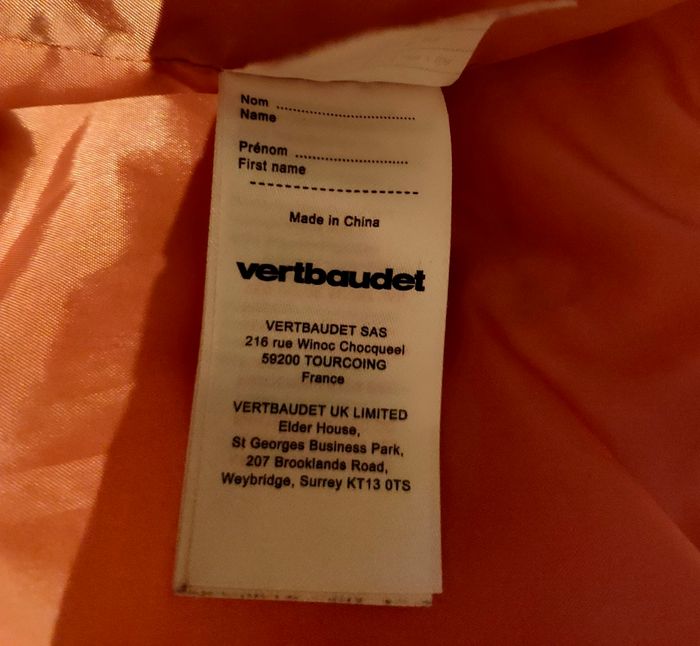 Nom ........................................
Name
Prénom ................................
First name
--------------------------
Made in China
vertbaudet
VERTBAUDET SAS
216 rue Winoc Chocqueel
59200 TOURCOING
France
VERTBAUDET UK LIMITED
Elder House,
St Georges Business Park,
207 Brooklands Road,
Weybridge, Surrey KT13 0TS